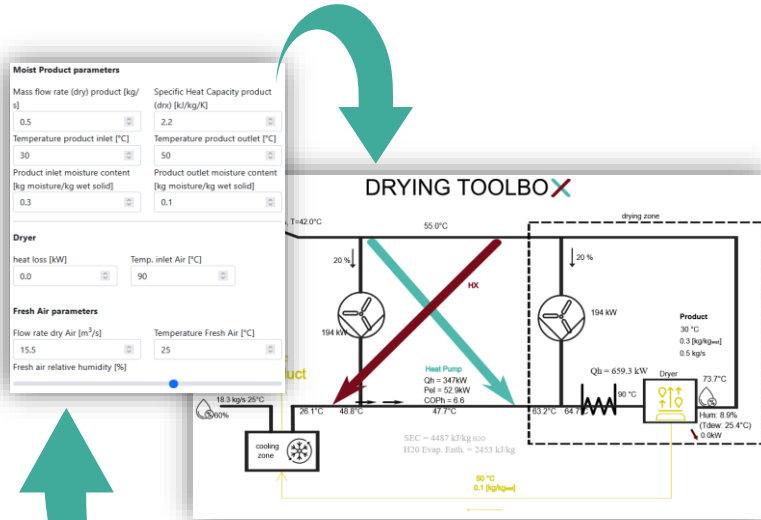 Moist Product parameters
Mass flow rate (dry) product [kg/
s]
Specific Heat Capacity product
(drx) [kJ/kg/K]
0.5
2.2
Temperature product inlet [°C]
Temperature product outlet [°C]
30
50
Product inlet moisture content
[kg moisture/kg wet solid]
Product outlet moisture content
[kg moisture/kg wet solid]
0.3
0.1
Dryer
heat loss [kW]
Temp. inlet Air [°C]
0.0
90
Fresh Air parameters
Flow rate dry Air [m³/s]
Temperature Fresh Air [°C]
15.5
25
Fresh air relative humidity [%]
DRYING TOOLBOX
drying zone
T=42.0°C
55.0°C
20 %
20 %
HX
194 kW
194 kW
Product
30 °C
0.3 [kg/kgwet]
0.5 kg/s
Heat Pump
Qh = 347kW
Pel = 52.9kW
COPh = 6.6
Qh = 659.3 kW
Dryer
73.7°C
90 °C
18.3 kg/s 25°C
60%
26.1°C
48.8°C
47.7°C
63.2°C
Hum: 8.9%
(Tdew: 25.4°C)
0.0kW
cooling
zone
SEC = 4487 kJ/kg H2O
H20 Evap. Enth. = 2453 kJ/kg
50 °C
0.1 [kg/kgwet]